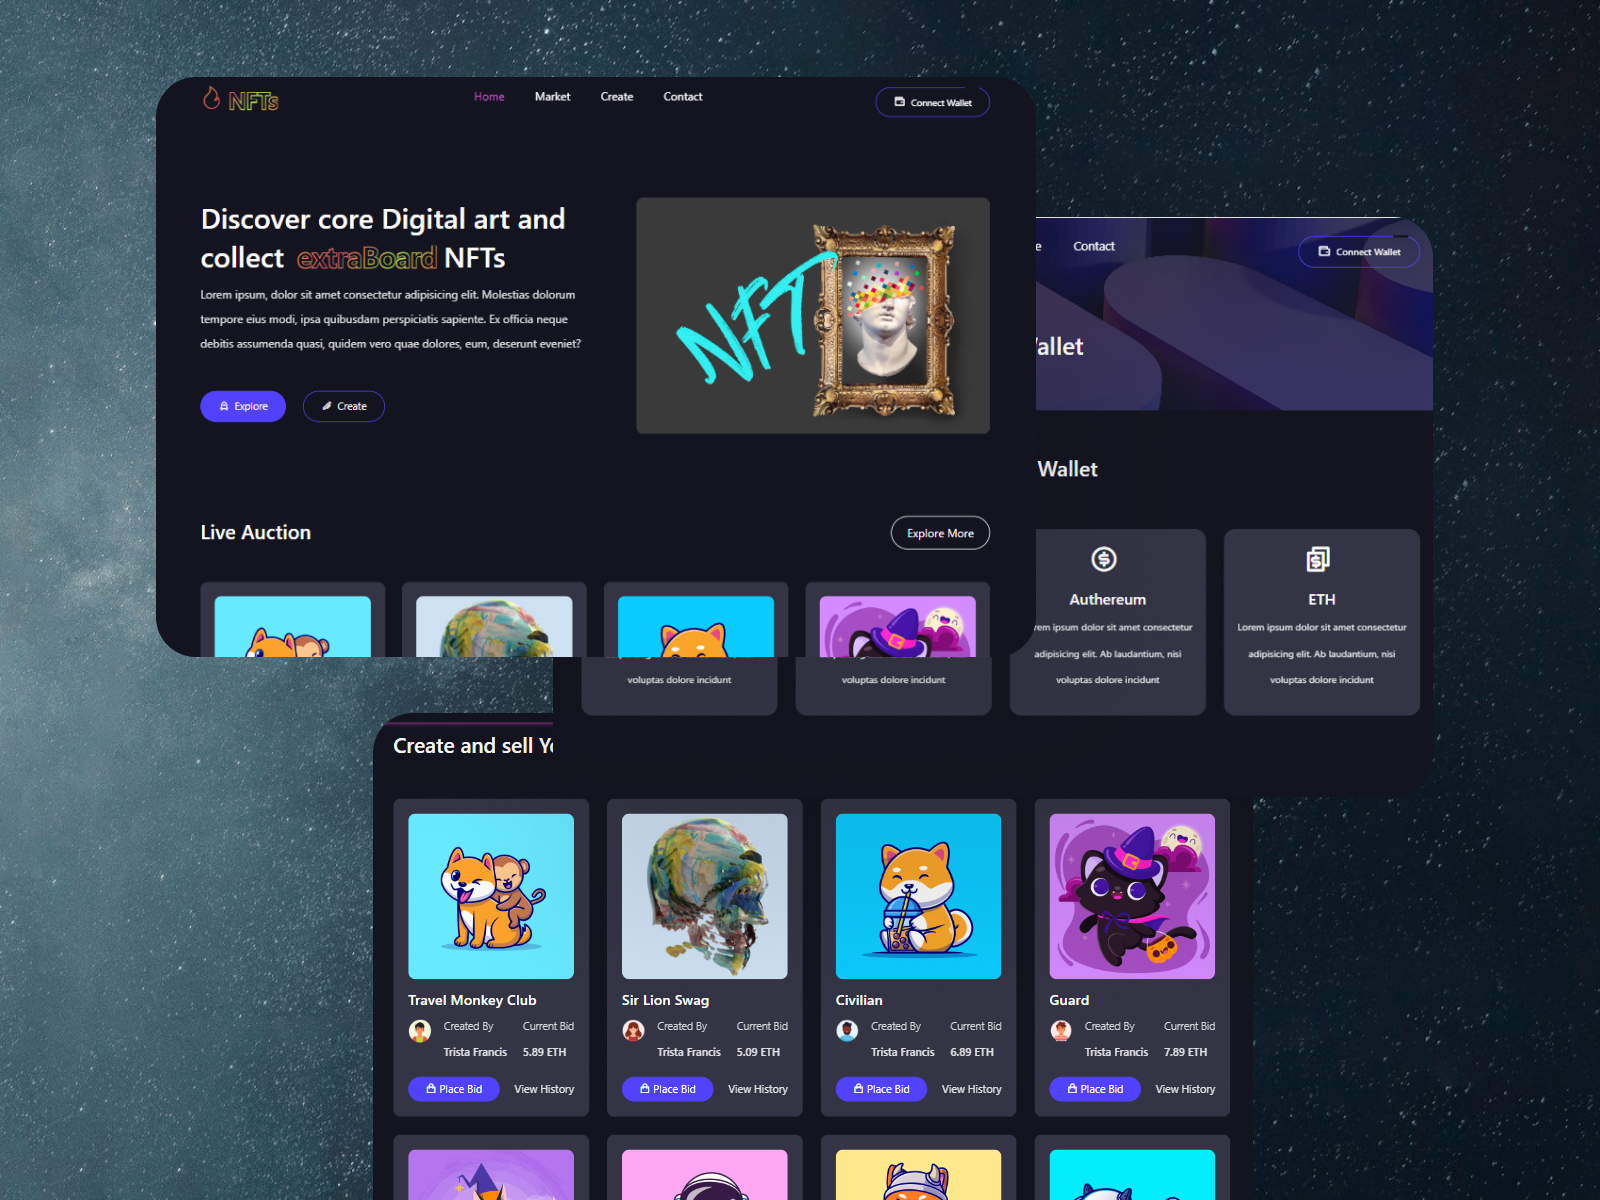 NFTs
Home
Market
Create
Contact
Connect Wallet
Discover core Digital art and
collect extraBoard NFTs
Lorem ipsum, dolor sit amet consectetur adipisicing elit. Molestias dolorum
tempore eius modi, ipsa quibusdam perspiciatis sapiente. Ex officia neque
debitis assumenda quasi, quidem vero quae dolores, eum, deserunt eveniet?
Explore
Create
NFT
Live Auction
Explore More
Contact
Connect Wallet
Wallet
Authereum
Lorem ipsum dolor sit amet consectetur
adipisicing elit. Ab laudantium, nisi
voluptas dolore incidunt
ETH
Lorem ipsum dolor sit amet consectetur
adipisicing elit. Ab laudantium, nisi
voluptas dolore incidunt
voluptas dolore incidunt
voluptas dolore incidunt
Create and sell
Travel Monkey Club
Created By
Current Bid
Trista Francis
5.89 ETH
Place Bid
View History
Sir Lion Swag
Created By
Current Bid
Trista Francis
5.09 ETH
Place Bid
View History
Civilian
Created By
Current Bid
Trista Francis
6.89 ETH
Place Bid
View History
Guard
Created By
Current Bid
Trista Francis
7.89 ETH
Place Bid
View History